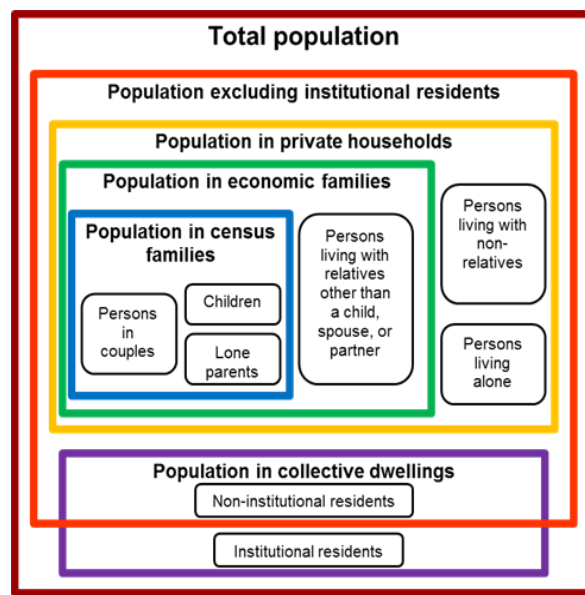 Total population
Population excluding institutional residents
Population in private households
Population in economic families
Population in census
families
Persons
in
couples
Children
Lone
parents
Persons
living with
relatives
other than
a child,
spouse, or
partner
Persons
living with
non-
relatives
Persons
living
alone
Population in collective dwellings
Non-institutional residents
Institutional residents